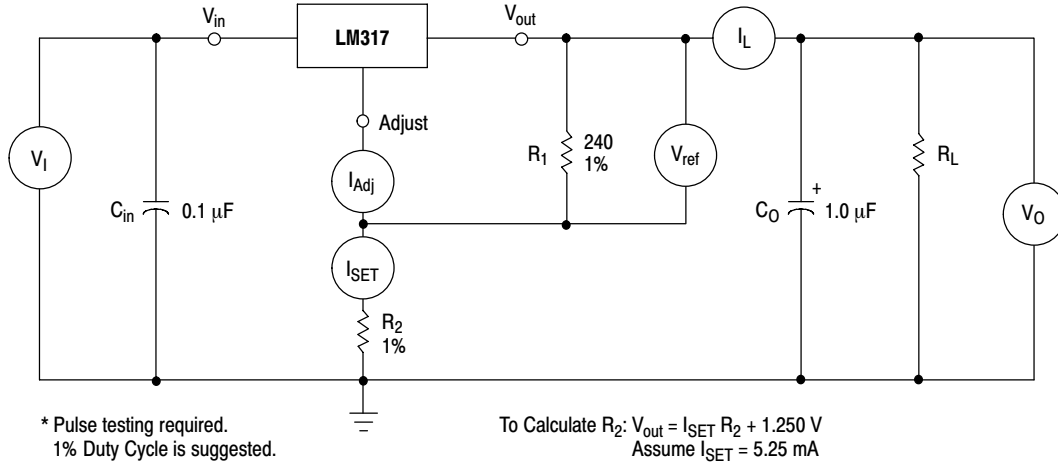 V_in
LM317
V_out
I_L
Adjust
V_I
C_in
0.1 μF
I_Adj
R_1
240
1%
V_ref
C_O
+
1.0 μF
R_L
V_O
I_SET
R_2
1%
* Pulse testing required.
1% Duty Cycle is suggested.
To Calculate R_2: V_out = I_SET R_2 + 1.250 V
Assume I_SET = 5.25 mA